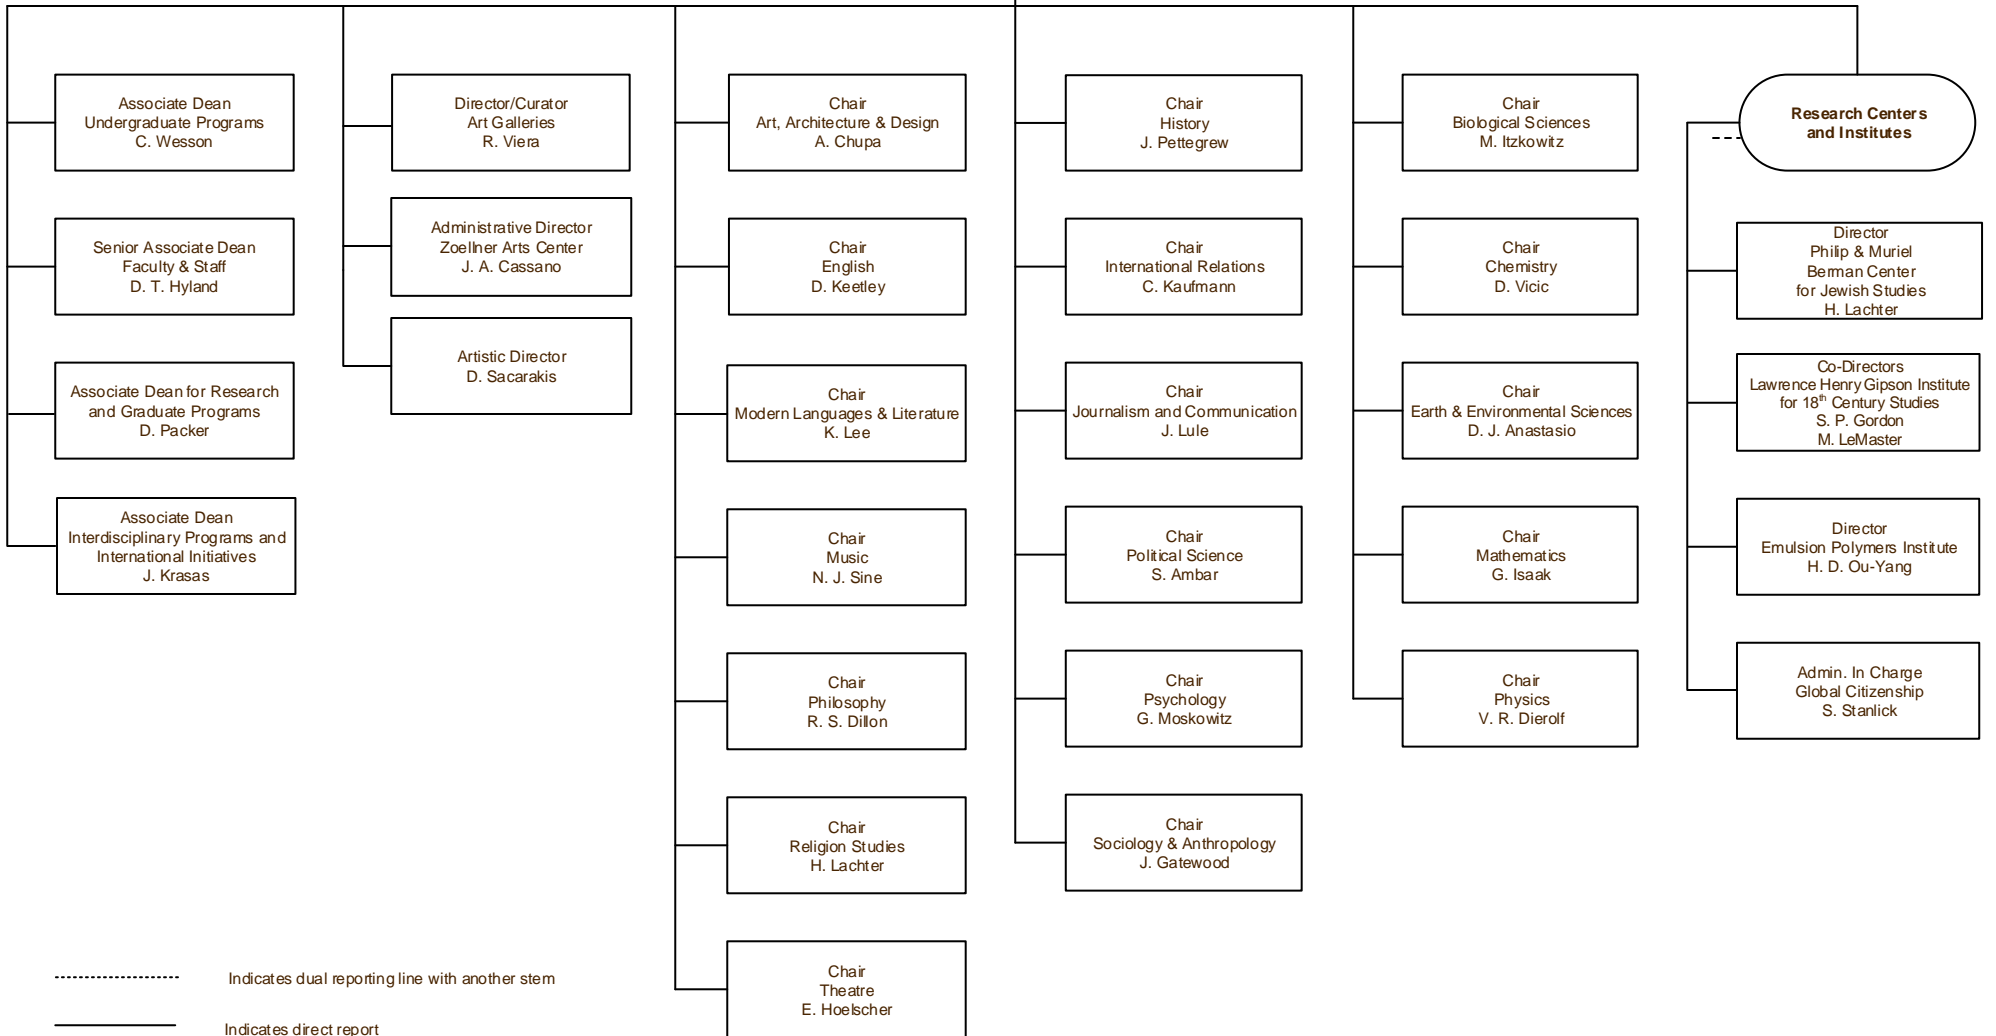 Associate Dean
Undergraduate Programs
C. Wesson
Senior Associate Dean
Faculty & Staff
D. T. Hyland
Associate Dean for Research
and Graduate Programs
D. Packer
Associate Dean
Interdisciplinary Programs and
International Initiatives
J. Krasas
Director/Curator
Art Galleries
R. Viera
Administrative Director
Zoellner Arts Center
J. A. Cassano
Artistic Director
D. Sacarakis
Chair
Art, Architecture & Design
A. Chupa
Chair
English
D. Keetley
Chair
Modern Languages & Literature
K. Lee
Chair
Music
N. J. Sine
Chair
Philosophy
R. S. Dillon
Chair
Religion Studies
H. Lachter
Chair
Theatre
E. Hoelscher
Chair
History
J. Pettegrew
Chair
International Relations
C. Kaufmann
Chair
Journalism and Communication
J. Lule
Chair
Political Science
S. Ambar
Chair
Psychology
G. Moskowitz
Chair
Sociology & Anthropology
J. Gatewood
Chair
Biological Sciences
M. Itzkowitz
Chair
Chemistry
D. Vicic
Chair
Earth & Environmental Sciences
D. J. Anastasio
Chair
Mathematics
G. Isaak
Chair
Physics
V. R. Dierolf
Research Centers
and Institutes
Director
Philip & Muriel
Berman Center
for Jewish Studies
H. Lachter
Co-Directors
Lawrence Henry Gipson Institute
for 18th Century Studies
S. P. Gordon
M. LeMaster
Director
Emulsion Polymers Institute
H. D. Ou-Yang
Admin. In Charge
Global Citizenship
S. Stanlick
Indicates dual reporting line with another stem
Indicates direct report